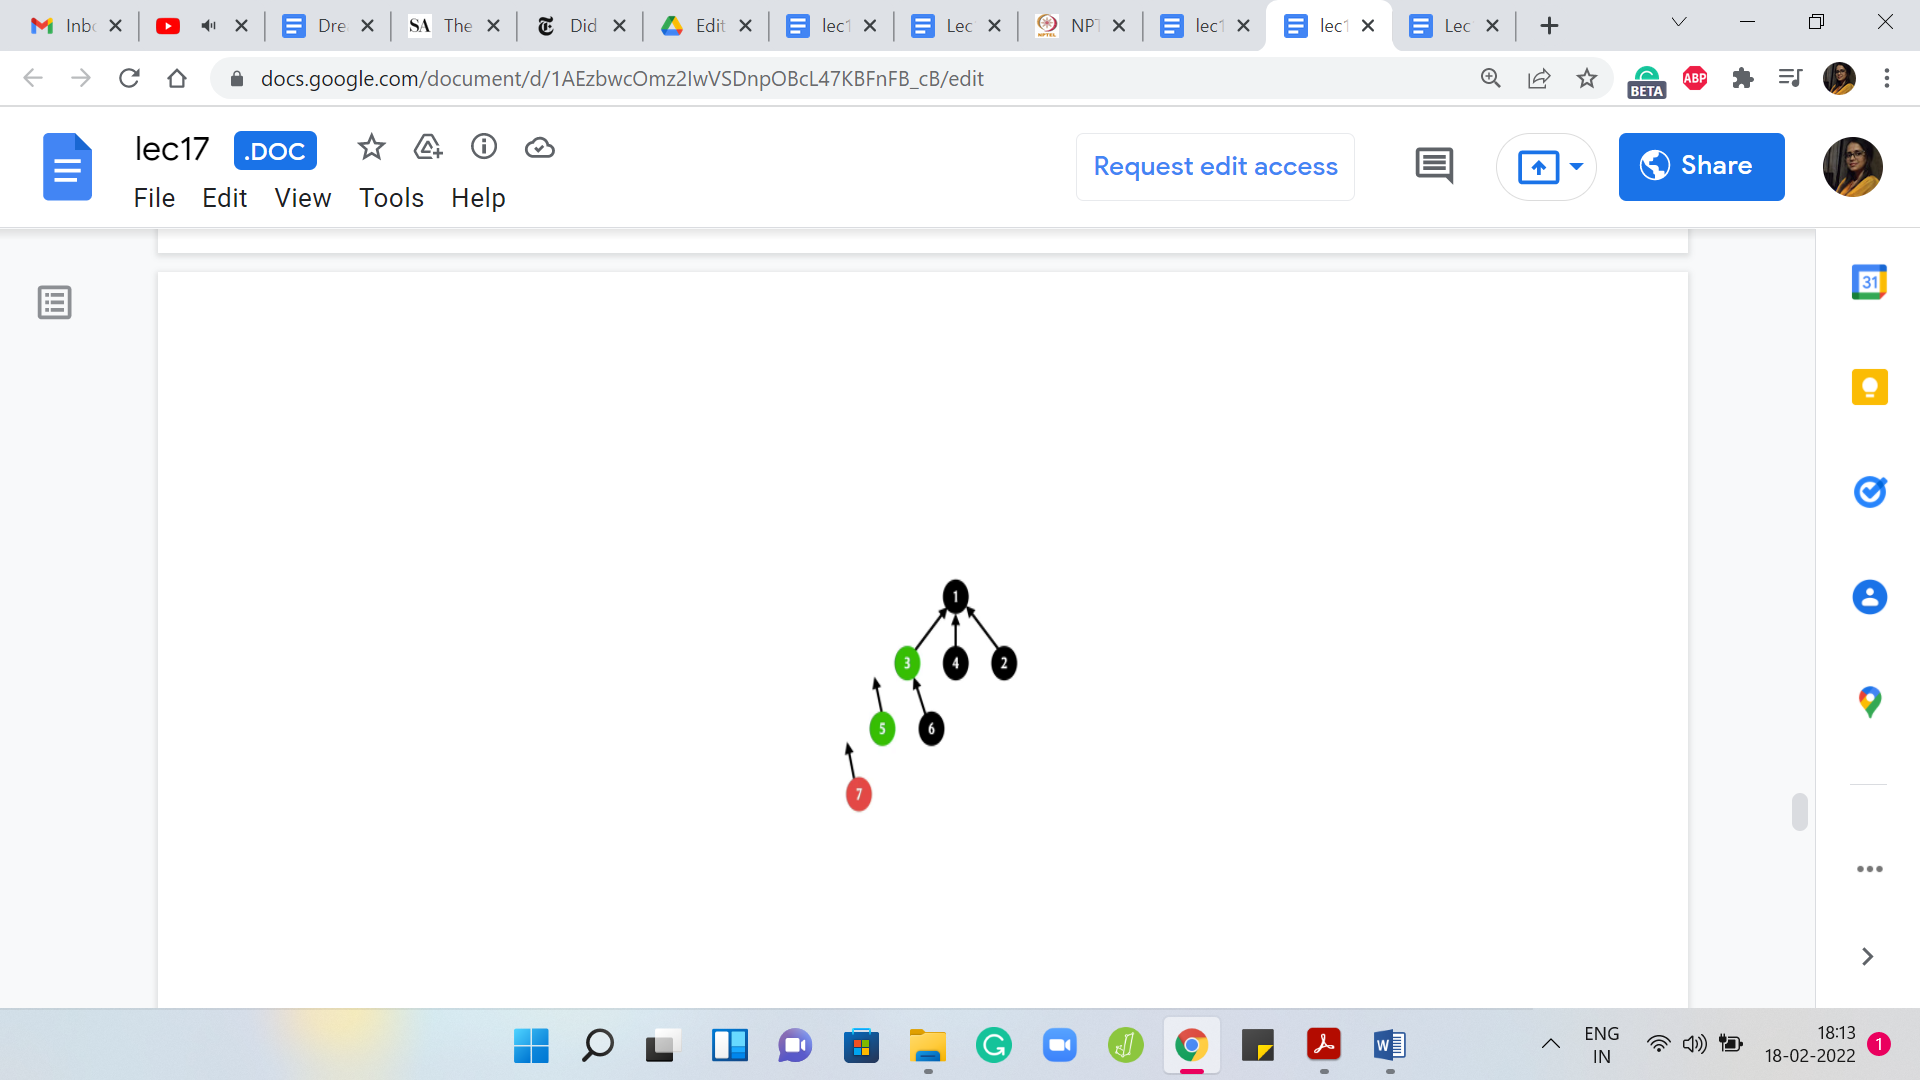 Inbo
Dre
SA The
Did
Edit
lec1
Lec
NPT
lec1
lec1
Lec
docs.google.com/document/d/1AEzbwcOmz2IwVSDnpOBcL47KBFnFB_cB/edit
BETA
ABP
lec17 .DOC
Request edit access
Share
File Edit View Tools Help
31
1
3 4 2
5 6
7
ENG
IN
18:13
18-02-2022
1